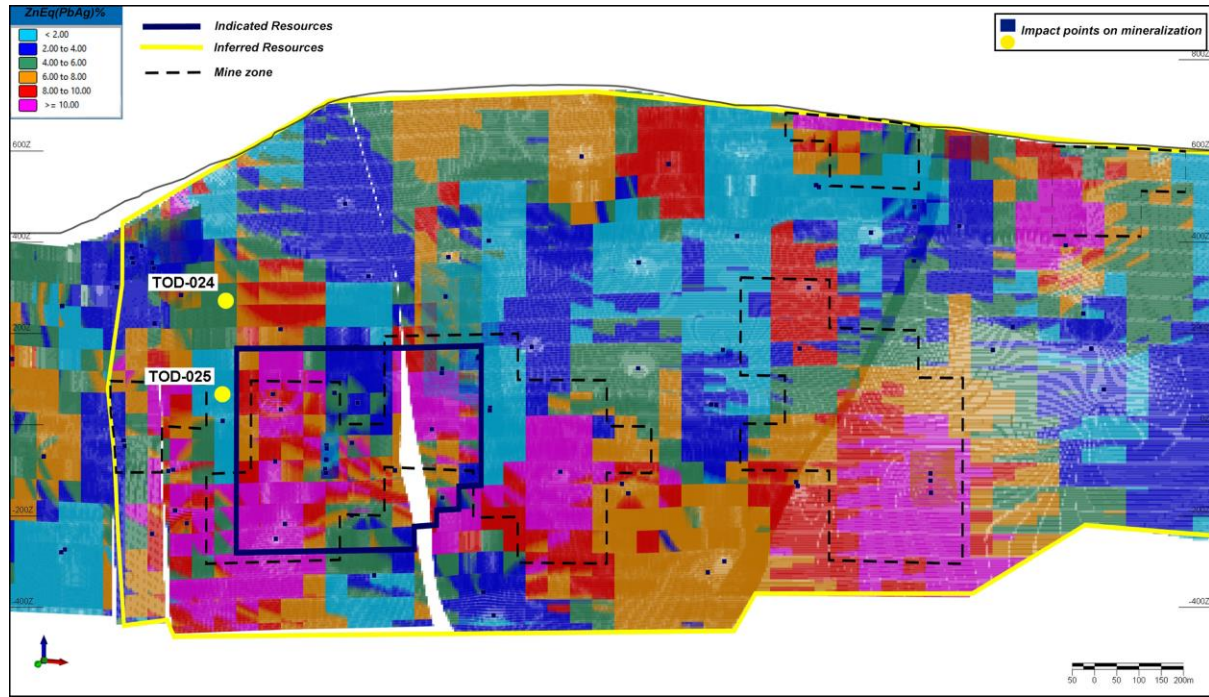 ZnEq(PbAg)%
< 2.00
2.00 to 4.00
4.00 to 6.00
6.00 to 8.00
8.00 to 10.00
>= 10.00
Indicated Resources
Inferred Resources
Mine zone
Impact points on mineralization
800Z
600Z
600Z
400Z
400Z
TOD-024
200Z
200Z
TOD-025
-200Z
-200Z
-400Z
-400Z
50 0 50 100 150 200m